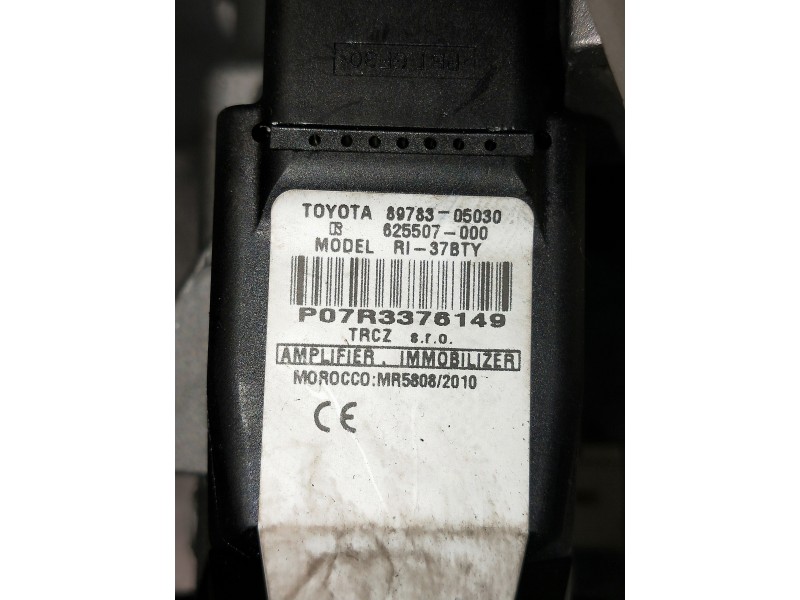 TOYOTA 89783-05030
625507-000
MODEL RI-37BTY
P07R3376149
TRCZ s.r.o.
AMPLIFIER . IMMOBILIZER
MOROCCO:MR5808/2010
CE